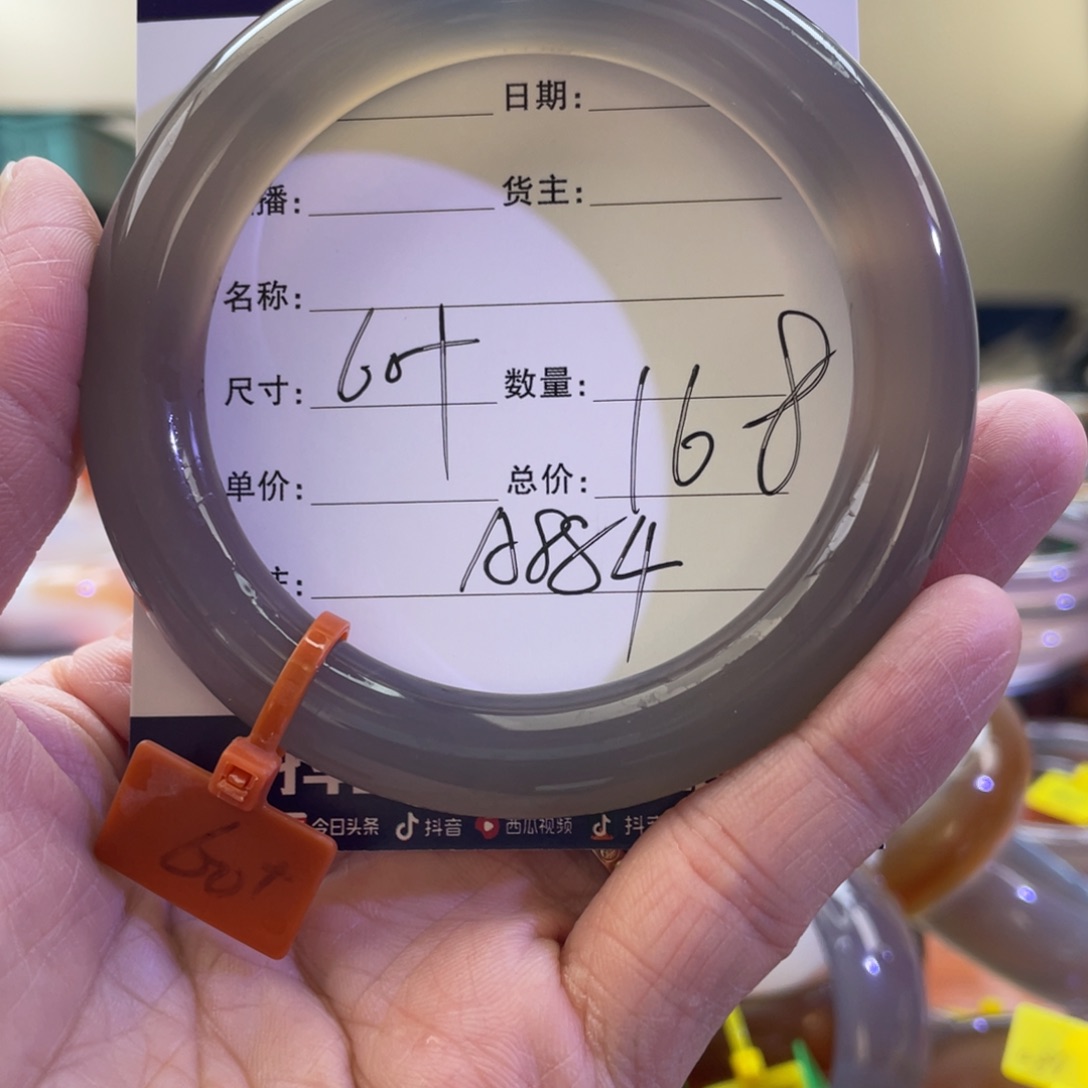 日期:
播: 货主:
名称:
尺寸: 60+ 数量: 168
单价: 总价:
A884
主:
今日头条 抖音 西瓜视频
60+